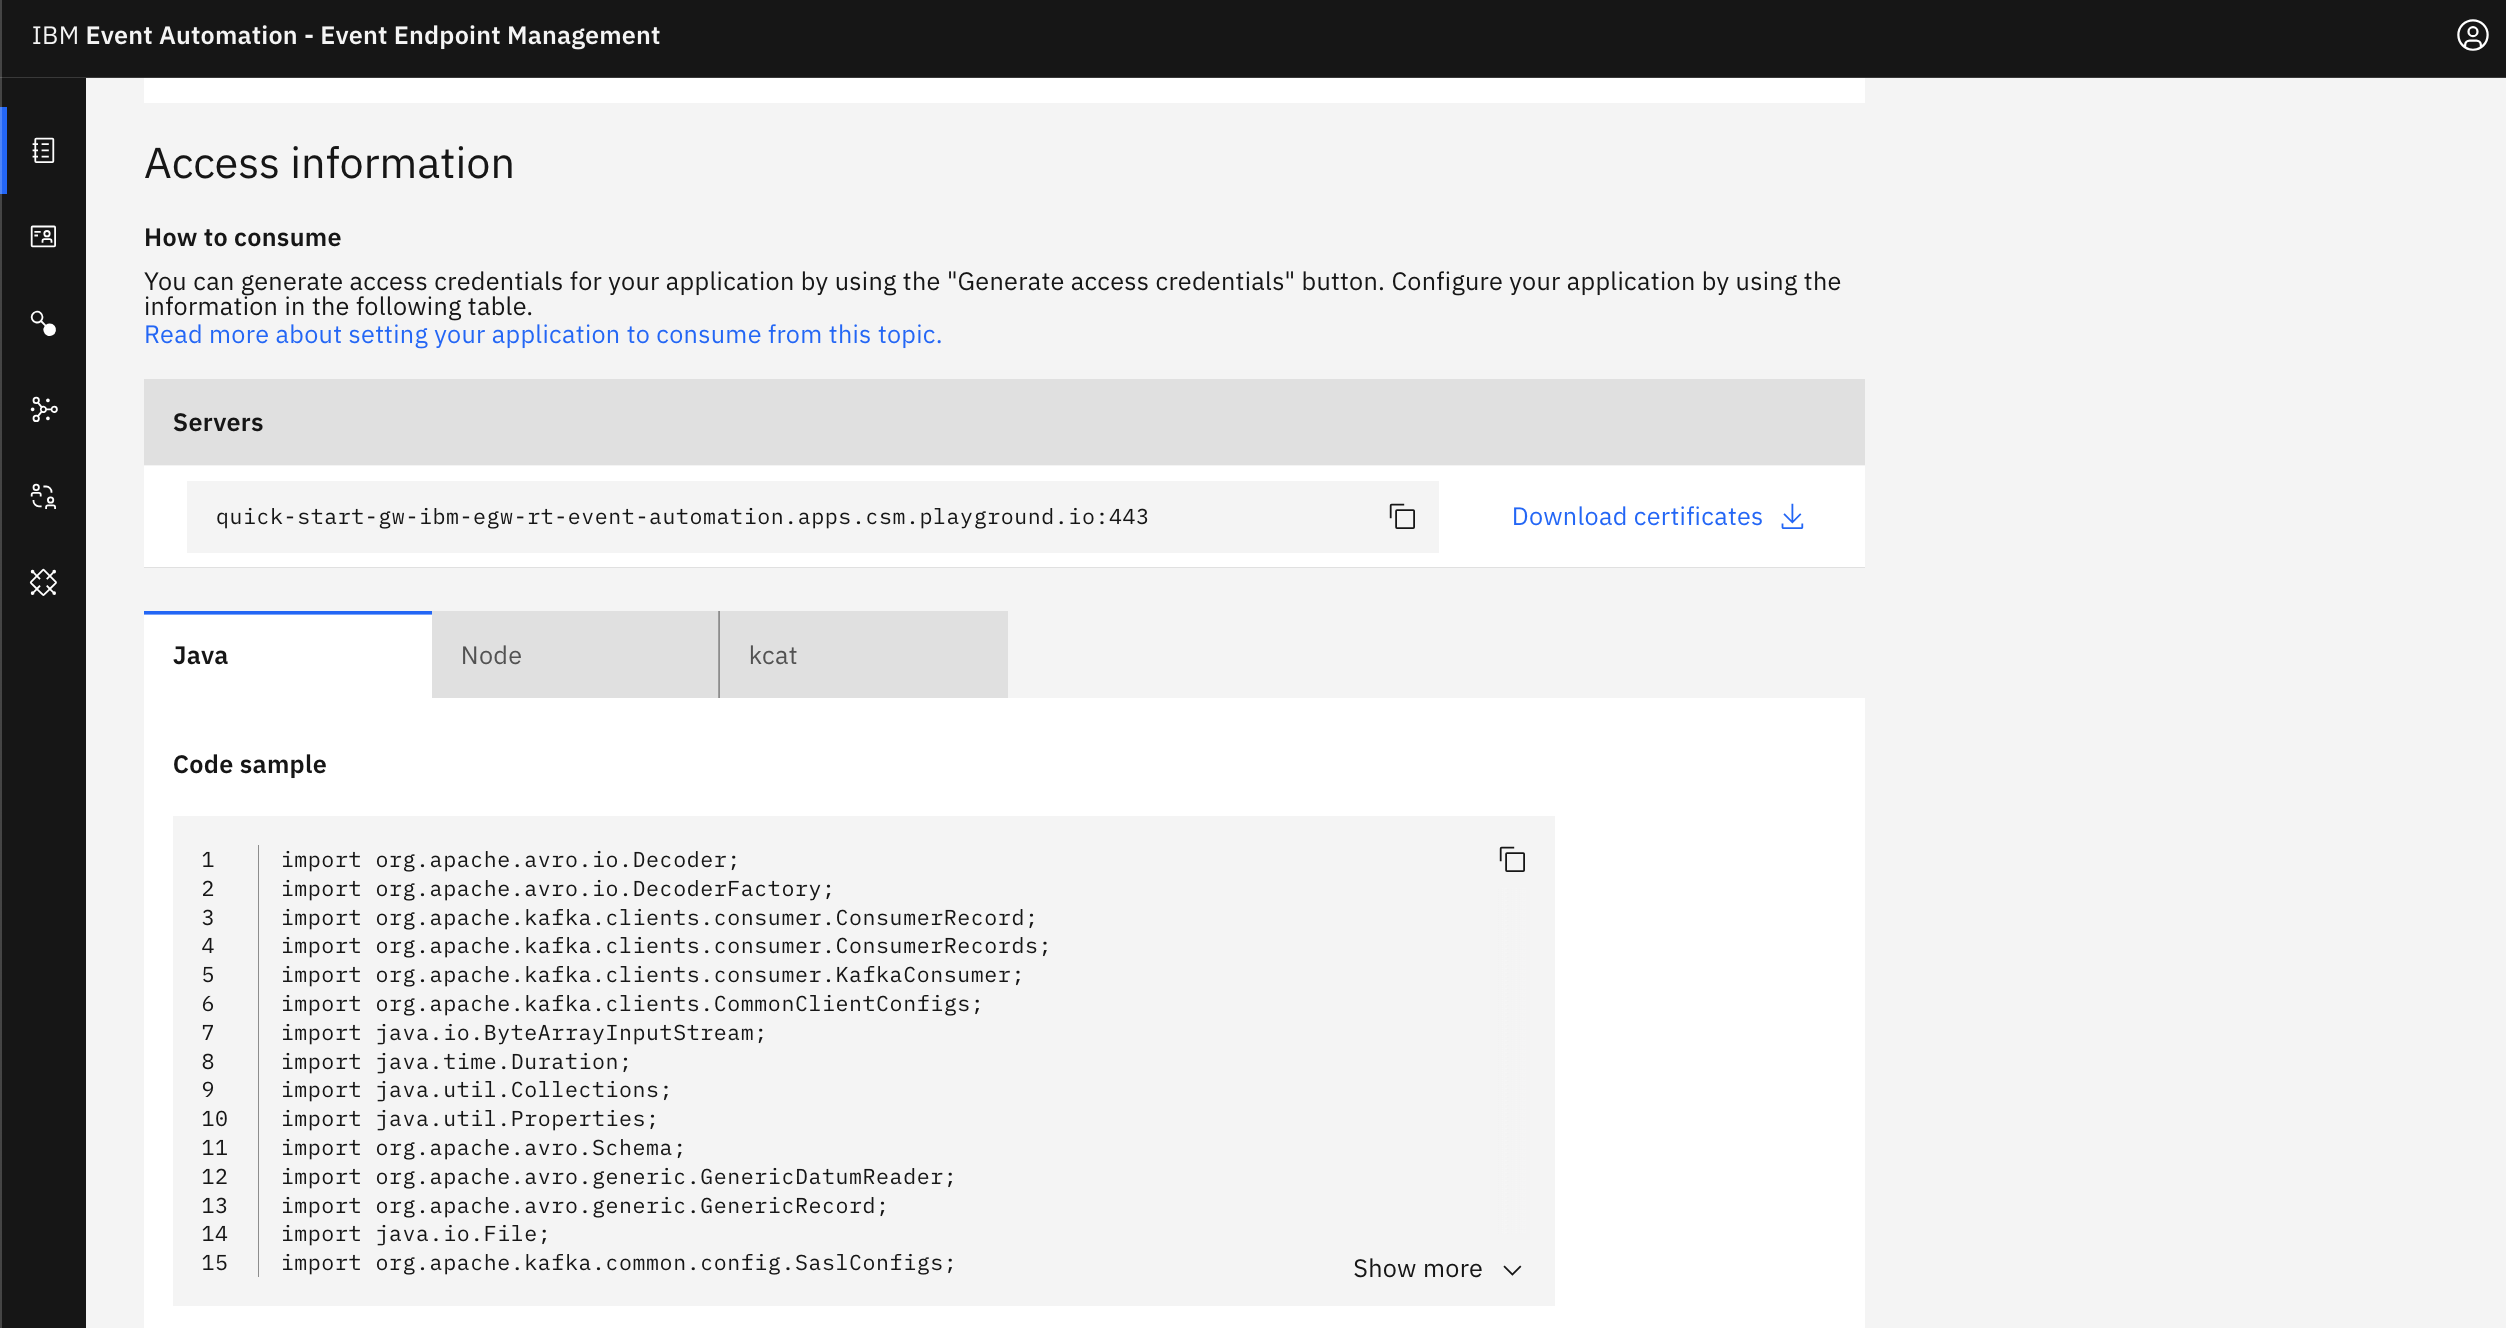 IBM Event Automation - Event Endpoint Management
Access information
How to consume
You can generate access credentials for your application by using the "Generate access credentials" button. Configure your application by using the
information in the following table.
Read more about setting your application to consume from this topic.
Servers
quick-start-gw-ibm-egw-rt-event-automation.apps.csm.playground.io:443
Download certificates
Java
Node
kcat
Code sample
1 import org.apache.avro.io.Decoder;
2 import org.apache.avro.io.DecoderFactory;
3 import org.apache.kafka.clients.consumer.ConsumerRecord;
4 import org.apache.kafka.clients.consumer.ConsumerRecords;
5 import org.apache.kafka.clients.consumer.KafkaConsumer;
6 import org.apache.kafka.clients.CommonClientConfigs;
7 import java.io.ByteArrayInputStream;
8 import java.time.Duration;
9 import java.util.Collections;
10 import java.util.Properties;
11 import org.apache.avro.Schema;
12 import org.apache.avro.generic.GenericDatumReader;
13 import org.apache.avro.generic.GenericRecord;
14 import java.io.File;
15 import org.apache.kafka.common.config.SaslConfigs;
Show more